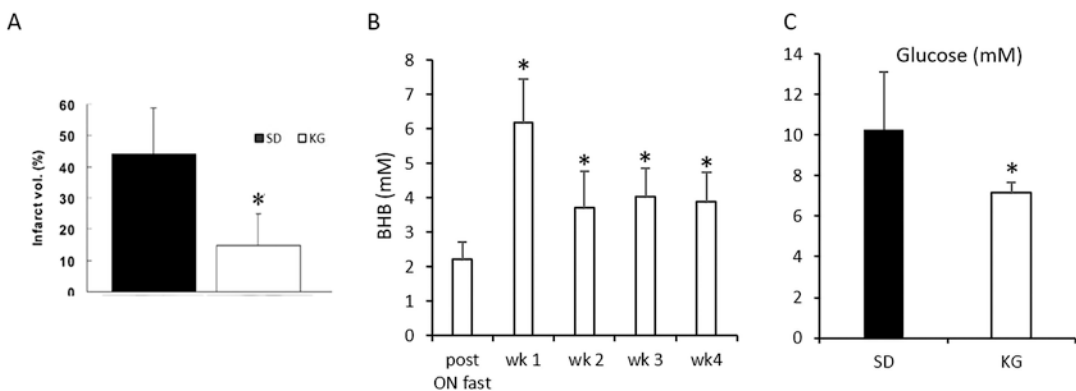 A
Infarct vol. (%)
60
50
40
30
20
10
0
SD KG
*
B
BHB (mM)
8
7
6
5
4
3
2
1
0
*
*
*
*
post ON fast
wk 1
wk 2
wk 3
wk4
C
Glucose (mM)
14
12
10
8
6
4
2
0
*
SD
KG